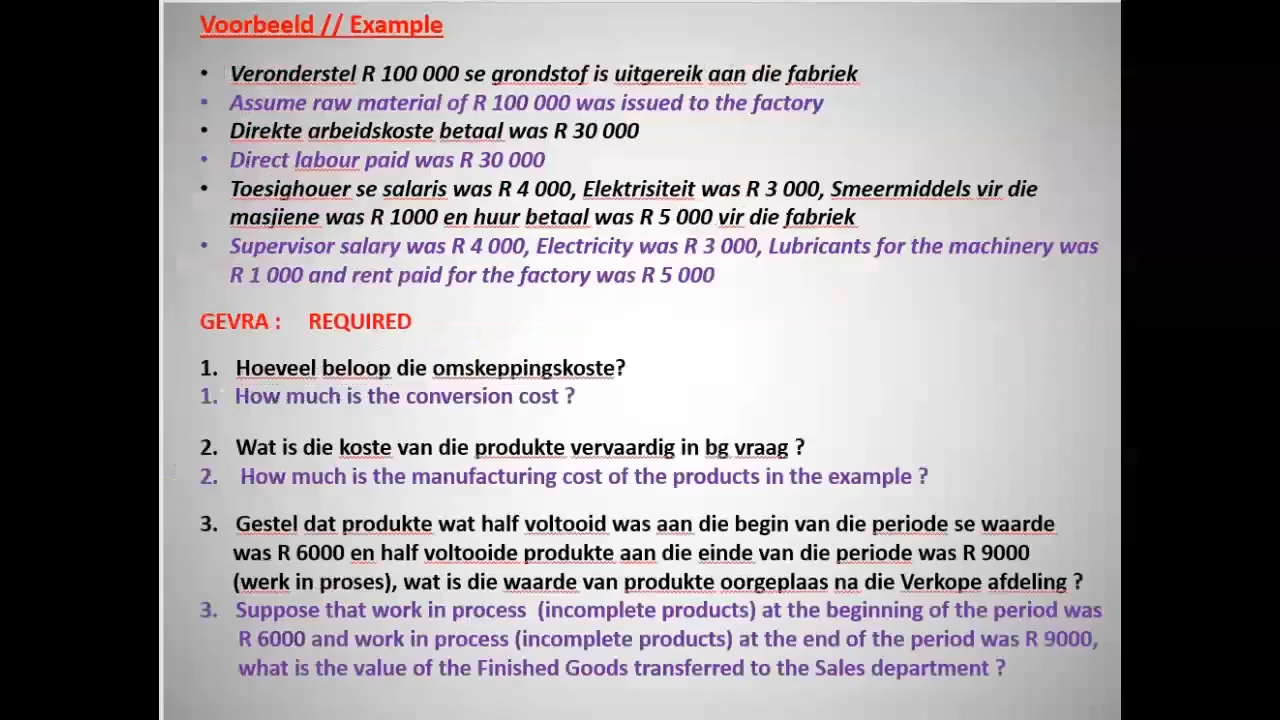 Voorbeeld // Example
• Veronderstel R 100 000 se grondstof is uitgereik aan die fabriek
• Assume raw material of R 100 000 was issued to the factory
• Direkte arbeidskoste betaal was R 30 000
• Direct labour paid was R 30 000
• Toesighouer se salaris was R 4 000, Elektrisiteit was R 3 000, Smeermiddels vir die
masjiene was R 1000 en huur betaal was R 5 000 vir die fabriek
• Supervisor salary was R 4 000, Electricity was R 3 000, Lubricants for the machinery was
R 1 000 and rent paid for the factory was R 5 000
GEVRA : REQUIRED
1. Hoeveel beloop die omskeppingskoste?
1. How much is the conversion cost ?
2. Wat is die koste van die produkte vervaardig in bg vraag ?
2. How much is the manufacturing cost of the products in the example ?
3. Gestel dat produkte wat half voltooid was aan die begin van die periode se waarde
was R 6000 en half voltooide produkte aan die einde van die periode was R 9000
(werk in proses), wat is die waarde van produkte oorgeplaas na die Verkope afdeling ?
3. Suppose that work in process (incomplete products) at the beginning of the period was
R 6000 and work in process (incomplete products) at the end of the period was R 9000,
what is the value of the Finished Goods transferred to the Sales department ?